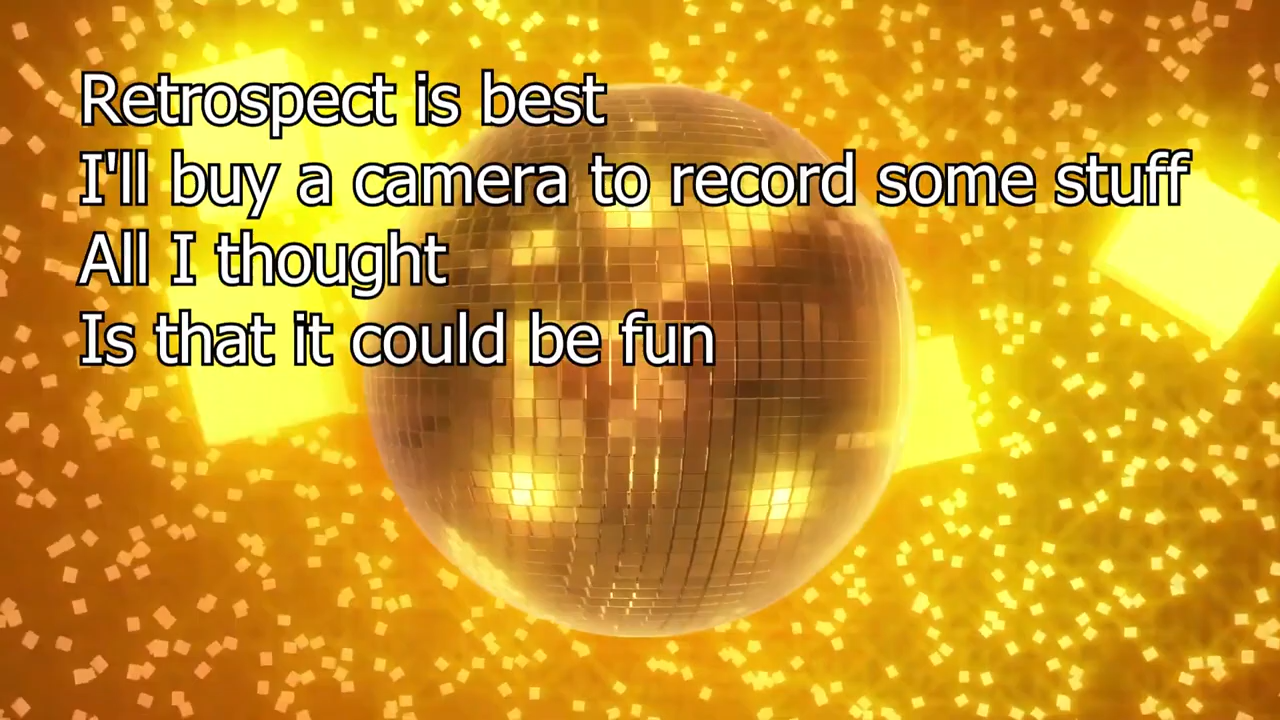 Retrospect is best
I'll buy a camera to record some stuff
All I thought
Is that it could be fun